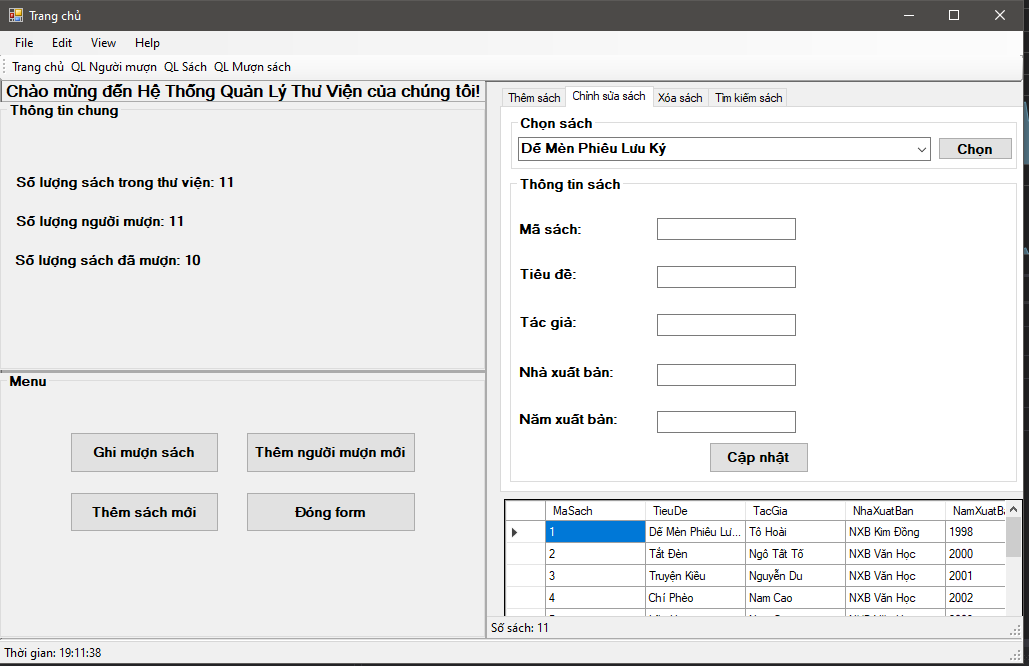 Trang chủ
File Edit View Help
Trang chủ QL Người mượn QL Sách QL Mượn sách
Chào mừng đến Hệ Thống Quản Lý Thư Viện của chúng tôi!
Thông tin chung
Số lượng sách trong thư viện: 11
Số lượng người mượn: 11
Số lượng sách đã mượn: 10
Menu
Ghi mượn sách Thêm người mượn mới
Thêm sách mới Đóng form
Thêm sách Chỉnh sửa sách Xóa sách Tìm kiếm sách
Chọn sách
Dế Mèn Phiêu Lưu Ký Chọn
Thông tin sách
Mã sách:
Tiêu đề:
Tác giả:
Nhà xuất bản:
Năm xuất bản:
Cập nhật
MaSach TieuDe TacGia NhaXuatBan NamXuatBa
1 Dế Mèn Phiêu Lư... Tô Hoài NXB Kim Đồng 1998
2 Tắt Đèn Ngô Tất Tố NXB Văn Học 2000
3 Truyện Kiều Nguyễn Du NXB Văn Học 2001
4 Chí Phèo Nam Cao NXB Văn Học 2002
Số sách: 11
Thời gian: 19:11:38